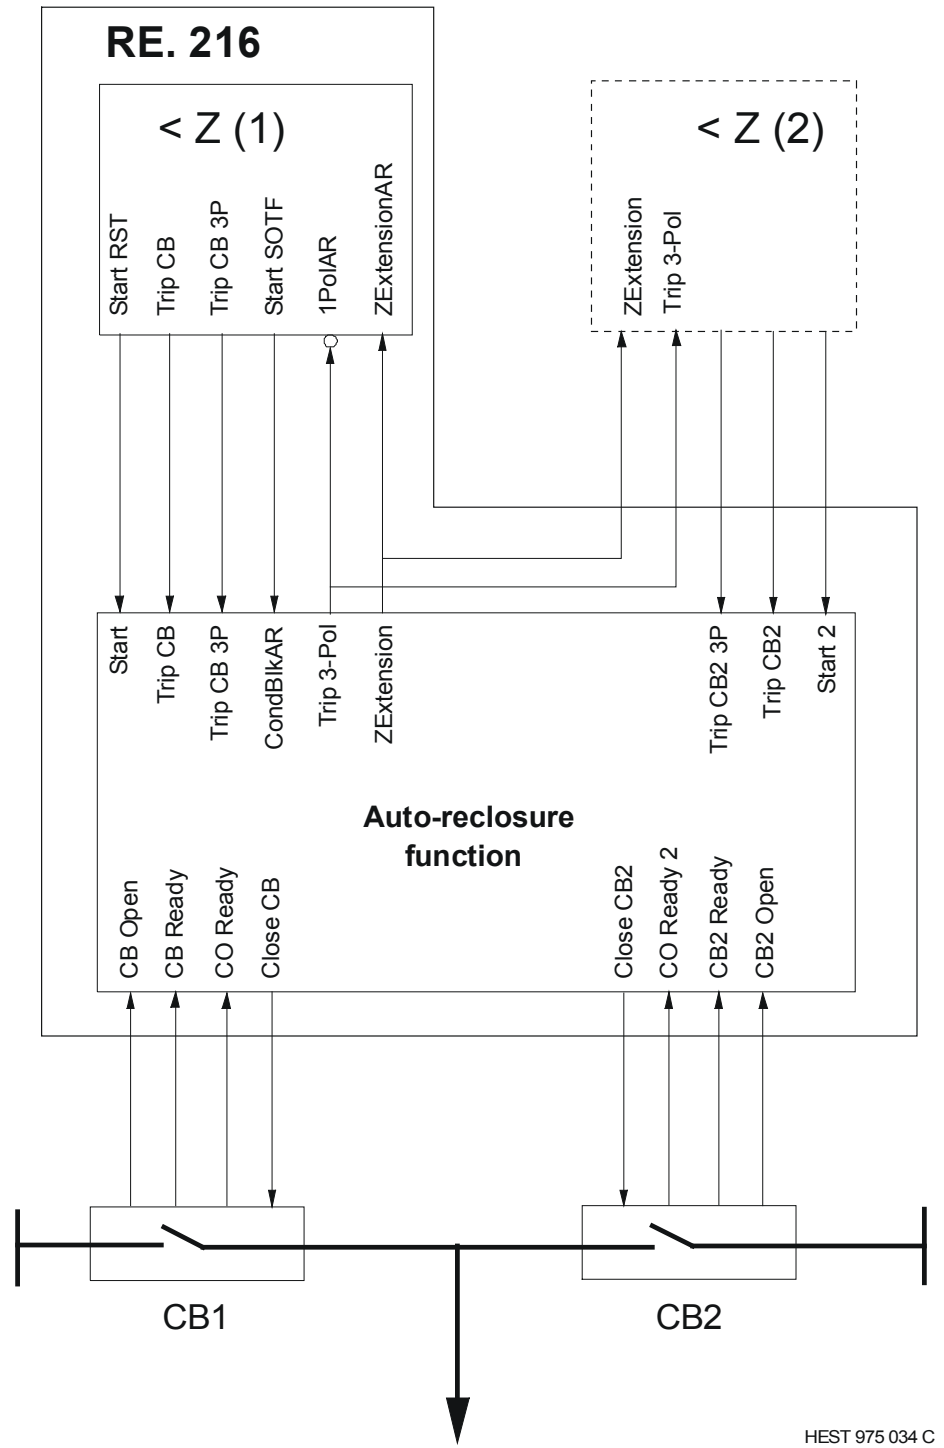 RE. 216
< Z (1)
< Z (2)
Start RST
Trip CB
Trip CB 3P
Start SOTF
1PolAR
ZExtensionAR
ZExtension
Trip 3-Pol
Start
Trip CB
Trip CB 3P
CondBlkAR
Trip 3-Pol
ZExtension
Trip CB2 3P
Trip CB2
Start 2
Auto-reclosure
function
CB Open
CB Ready
CO Ready
Close CB
Close CB2
CO Ready 2
CB2 Ready
CB2 Open
CB1
CB2
HEST 975 034 C